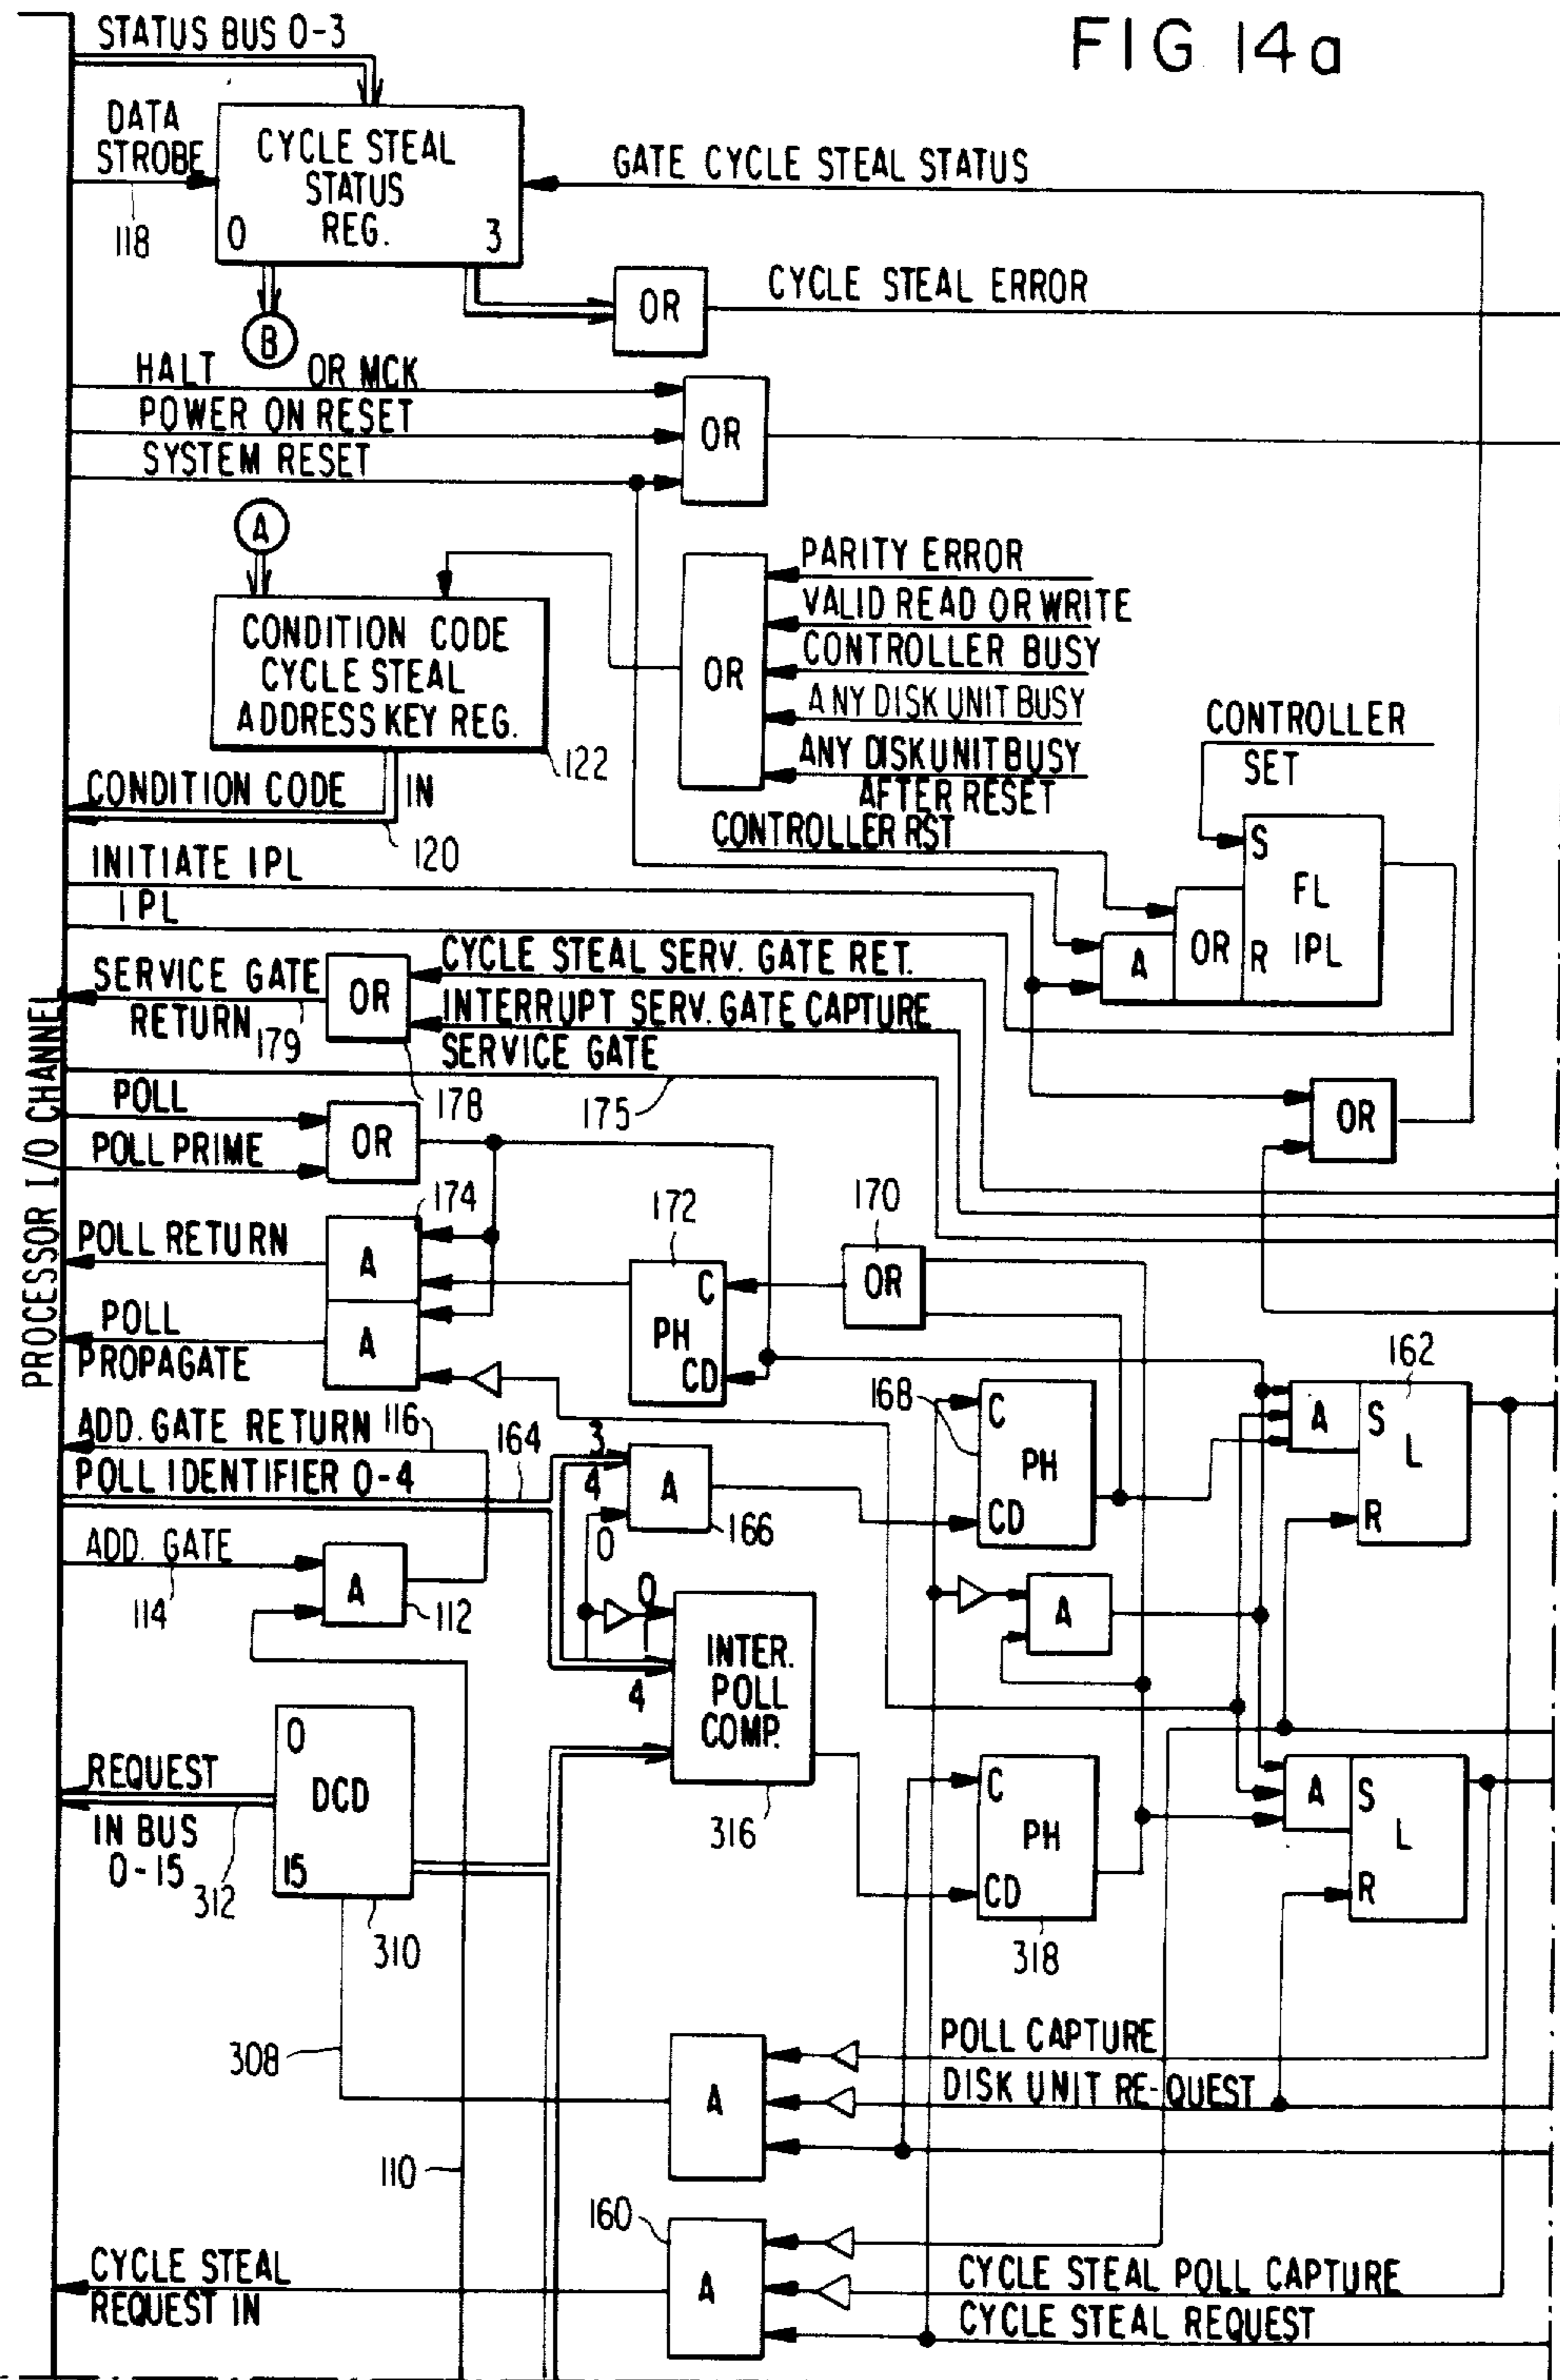 FIG 14a
STATUS BUS 0-3
DATA
STROBE
118
CYCLE STEAL
STATUS
REG.
0
3
GATE CYCLE STEAL STATUS
B
OR
CYCLE STEAL ERROR
HALT OR MCK
POWER ON RESET
SYSTEM RESET
OR
A
CONDITION CODE
CYCLE STEAL
ADDRESS KEY REG.
122
OR
PARITY ERROR
VALID READ OR WRITE
CONTROLLER BUSY
ANY DISK UNIT BUSY
ANY DISK UNIT BUSY
AFTER RESET
CONTROLLER
SET
CONDITION CODE IN
120
CONTROLLER RST
S
FL
R IPL
A
OR
INITIATE IPL
IPL
SERVICE GATE
RETURN
179
OR
178
CYCLE STEAL SERV. GATE RET.
INTERRUPT SERV. GATE CAPTURE
SERVICE GATE
175
PROCESSOR I/O CHANNEL
POLL
POLL PRIME
OR
OR
174
172
170
POLL RETURN
A
C
PH
CD
OR
POLL
PROPAGATE
A
162
168
C
PH
CD
A
S
L
R
ADD. GATE RETURN
116
164
POLL IDENTIFIER 0-4
3
4
0
A
166
ADD. GATE
114
A
112
0
4
INTER.
POLL
COMP.
316
A
0
DCD
15
310
REQUEST
IN BUS
0-15
312
C
PH
CD
318
A
S
L
R
308
A
POLL CAPTURE
DISK UNIT RE-QUEST
110
160
A
CYCLE STEAL
REQUEST IN
CYCLE STEAL POLL CAPTURE
CYCLE STEAL REQUEST